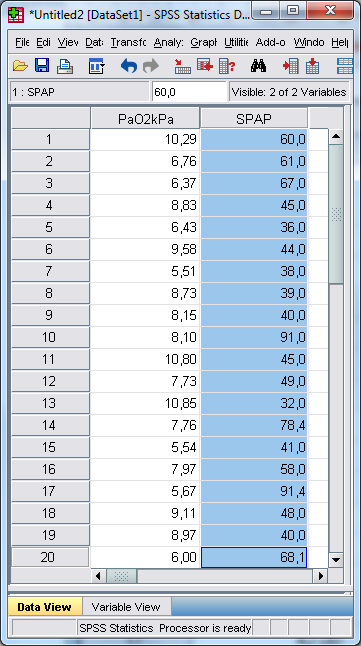 *Untitled2 [DataSet1] - SPSS Statistics D...
File Edi View Data Transfo Analy: Graph Utilitie Add-o Windo Help
1 : SPAP 60,0 Visible: 2 of 2 Variables
PaO2kPa SPAP
1 10,29 60,0
2 6,76 61,0
3 6,37 67,0
4 8,83 45,0
5 6,43 36,0
6 9,58 44,0
7 5,51 38,0
8 8,73 39,0
9 8,15 40,0
10 8,10 91,0
11 10,80 45,0
12 7,73 49,0
13 10,85 32,0
14 7,76 78,4
15 5,54 41,0
16 7,97 58,0
17 5,67 91,4
18 9,11 48,0
19 8,97 40,0
20 6,00 68,1
Data View Variable View
SPSS Statistics Processor is ready